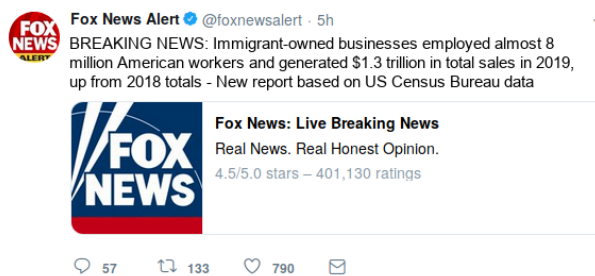 Fox News Alert @foxnewsalert · 5h
BREAKING NEWS: Immigrant-owned businesses employed almost 8
million American workers and generated $1.3 trillion in total sales in 2019,
up from 2018 totals - New report based on US Census Bureau data
FOX
NEWS
ALERT
FOX
NEWS
Fox News: Live Breaking News
Real News. Real Honest Opinion.
4.5/5.0 stars – 401,130 ratings
57 133 790